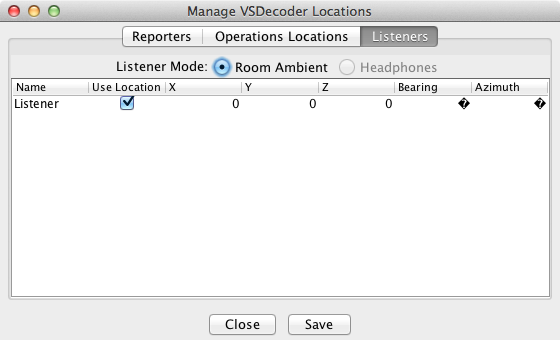 Manage VSDecoder Locations
Reporters Operations Locations Listeners
Listener Mode: Room Ambient Headphones
Name Use Location X Y Z Bearing Azimuth
Listener 0 0 0 � �
Close Save